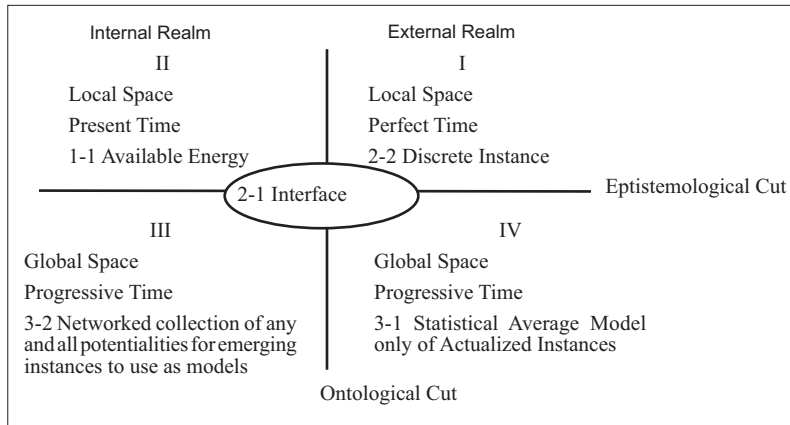 Internal Realm
External Realm
II
I
Local Space
Present Time
1-1 Available Energy
Local Space
Perfect Time
2-2 Discrete Instance
2-1 Interface
Eptistemological Cut
III
IV
Global Space
Progressive Time
3-2 Networked collection of any
and all potentialities for emerging
instances to use as models
Global Space
Progressive Time
3-1 Statistical Average Model
only of Actualized Instances
Ontological Cut